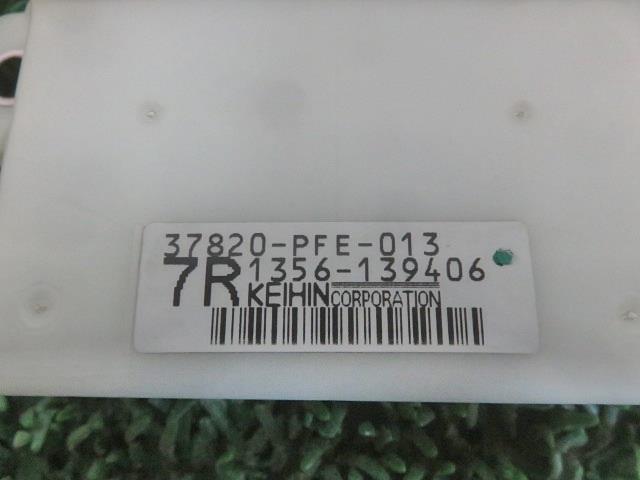 37820-PFE-013
7R 1356-139406
KEIHIN CORPORATION